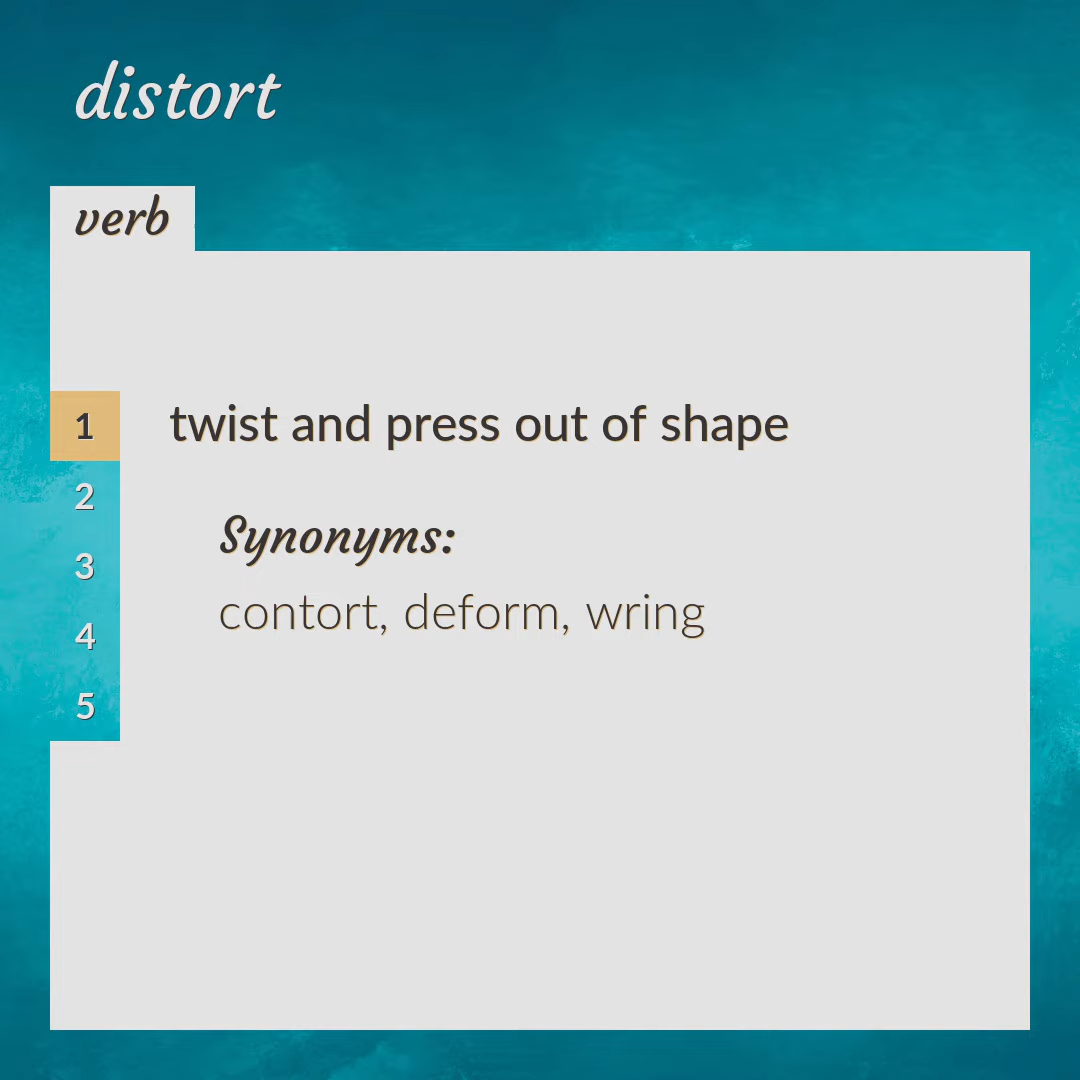 distort
verb
1
twist and press out of shape
2
Synonyms:
3
contort, deform, wring
4
5